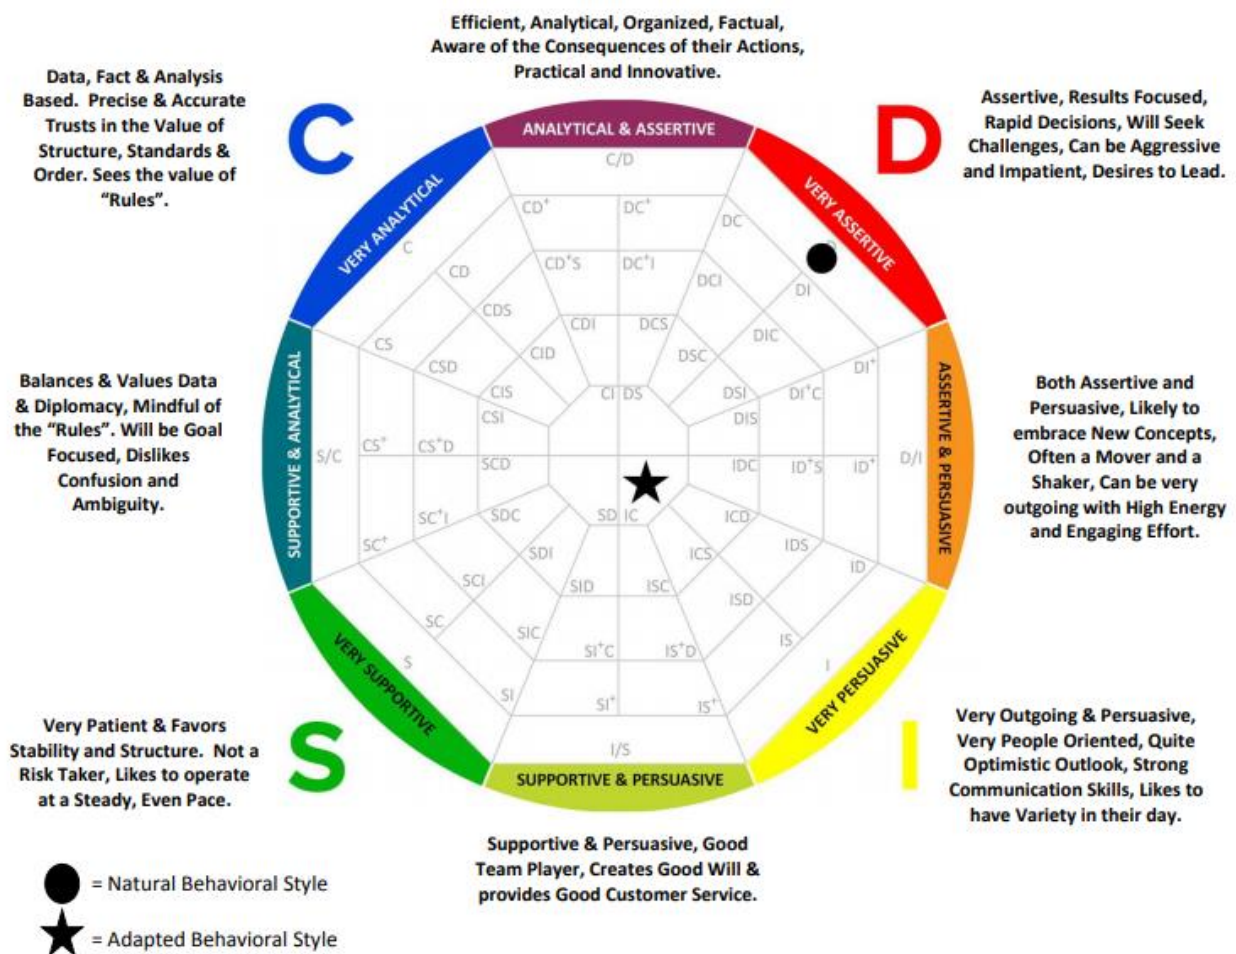 Efficient, Analytical, Organized, Factual,
Aware of the Consequences of their Actions,
Practical and Innovative.
Data, Fact & Analysis
Based. Precise & Accurate
Trusts in the Value of
Structure, Standards &
Order. Sees the value of
“Rules”.
C
D
Assertive, Results Focused,
Rapid Decisions, Will Seek
Challenges, Can be Aggressive
and Impatient, Desires to Lead.
ANALYTICAL & ASSERTIVE
VERY ANALYTICAL
VERY ASSERTIVE
C/D
CD⁺ DC⁺
DC
C
CD
CD⁺S DC⁺I
DCI
DI
CDS
CDI DCS
DIC
CS
CSD
CID
DSC
DI⁺
CIS
CI DS
DSI
DI⁺C
CSI
DIS
Balances & Values Data
& Diplomacy, Mindful of
the “Rules”. Will be Goal
Focused, Dislikes
Confusion and
Ambiguity.
SUPPORTIVE & ANALYTICAL
S/C
CS⁺
CS⁺D
SCD
IDC
ID⁺S
ID⁺
D/I
ASSERTIVE & PERSUASIVE
Both Assertive and
Persuasive, Likely to
embrace New Concepts,
Often a Mover and a
Shaker, Can be very
outgoing with High Energy
and Engaging Effort.
SC⁺I
SDC
SD IC
ICD
SC⁺
SDI
ICS
IDS
ID
SCI
SID ISC
ISD
SC
SIC
IS
SI⁺C IS⁺D
S
I
SI
SI⁺ IS⁺
I/S
VERY SUPPORTIVE
VERY PERSUASIVE
SUPPORTIVE & PERSUASIVE
Very Patient & Favors
Stability and Structure. Not a
Risk Taker, Likes to operate
at a Steady, Even Pace.
S
I
Very Outgoing & Persuasive,
Very People Oriented, Quite
Optimistic Outlook, Strong
Communication Skills, Likes to
have Variety in their day.
Supportive & Persuasive, Good
Team Player, Creates Good Will &
provides Good Customer Service.
= Natural Behavioral Style
= Adapted Behavioral Style